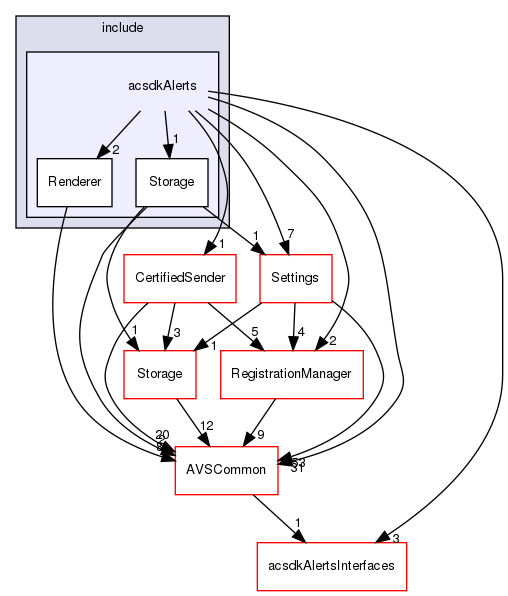 include
acsdkAlerts
2
1
Renderer
Storage
1
1
7
CertifiedSender
Settings
1
3
5
1
4
2
Storage
RegistrationManager
12
9
20
53
31
AVSCommon
1
3
acsdkAlertsInterfaces